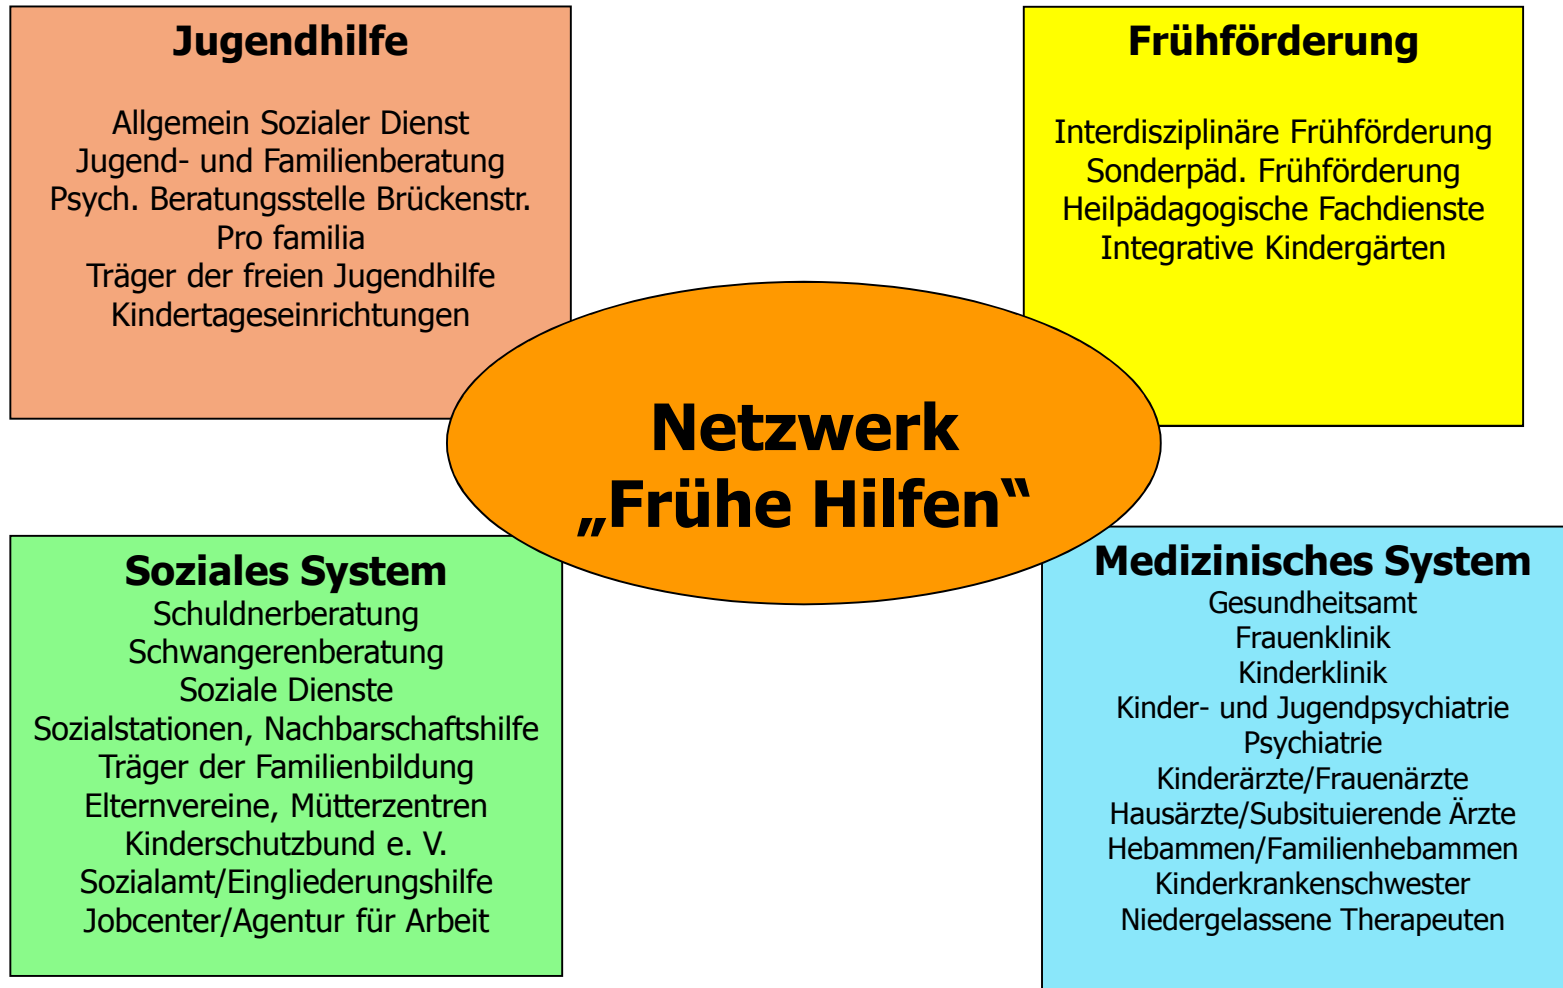 Jugendhilfe
Allgemein Sozialer Dienst
Jugend- und Familienberatung
Psych. Beratungsstelle Brückenstr.
Pro familia
Träger der freien Jugendhilfe
Kindertageseinrichtungen
Frühförderung
Interdisziplinäre Frühförderung
Sonderpäd. Frühförderung
Heilpädagogische Fachdienste
Integrative Kindergärten
Netzwerk
„Frühe Hilfen“
Soziales System
Schuldnerberatung
Schwangerenberatung
Soziale Dienste
Sozialstationen, Nachbarschaftshilfe
Träger der Familienbildung
Elternvereine, Mütterzentren
Kinderschutzbund e. V.
Sozialamt/Eingliederungshilfe
Jobcenter/Agentur für Arbeit
Medizinisches System
Gesundheitsamt
Frauenklinik
Kinderklinik
Kinder- und Jugendpsychiatrie
Psychiatrie
Kinderärzte/Frauenärzte
Hausärzte/Subsituierende Ärzte
Hebammen/Familienhebammen
Kinderkrankenschwester
Niedergelassene Therapeuten